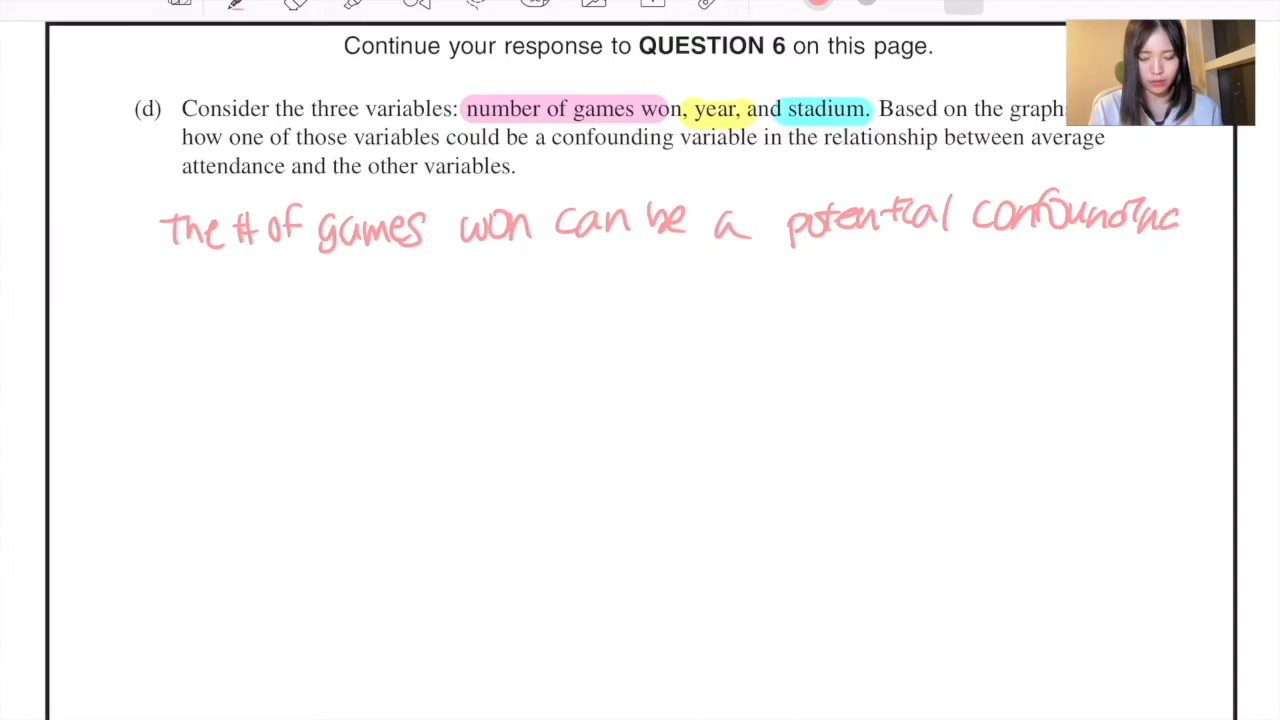 Continue your response to QUESTION 6 on this page.
(d) Consider the three variables: number of games won, year, and stadium. Based on the graph
how one of those variables could be a confounding variable in the relationship between average
attendance and the other variables.
The # of games won can be a potential confounding